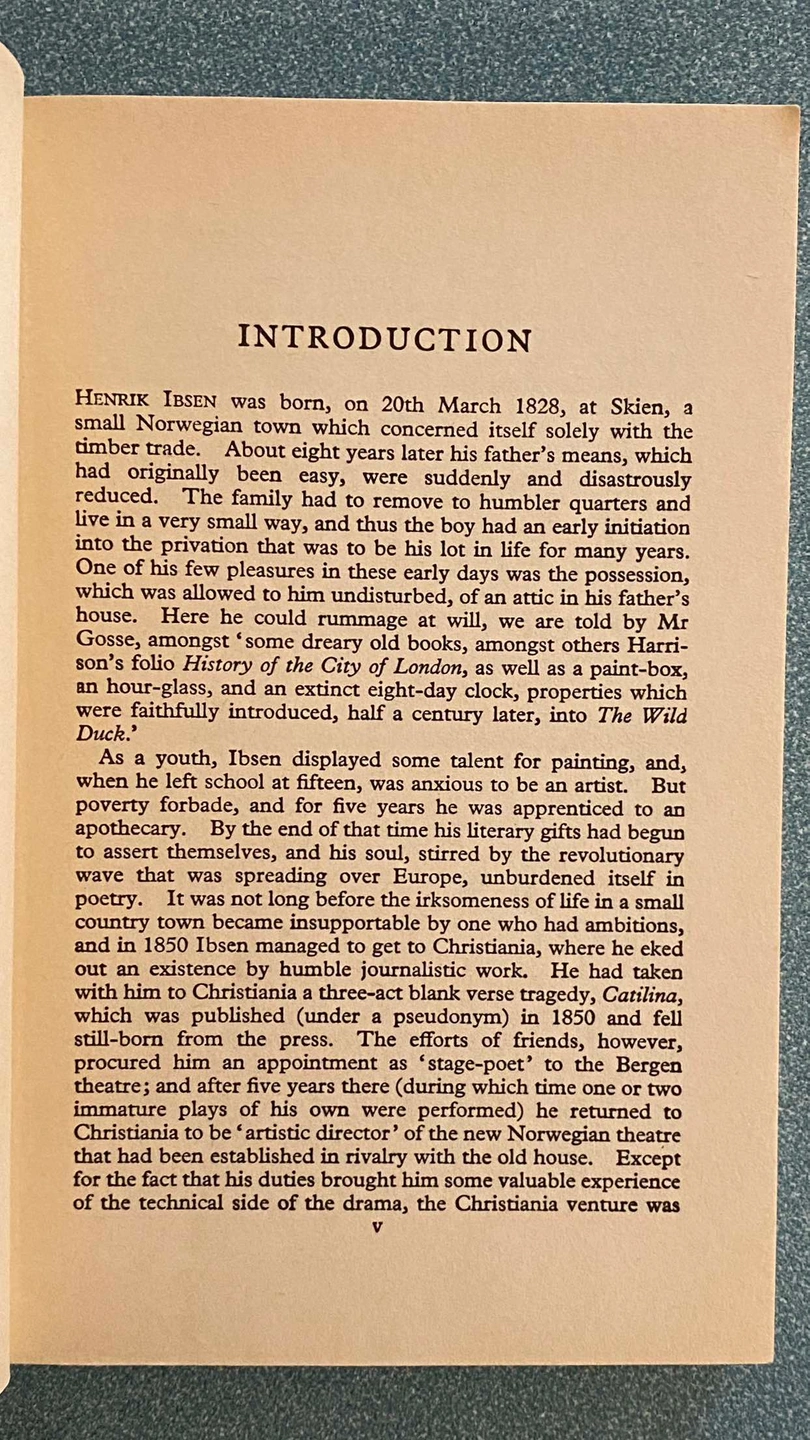 INTRODUCTION
HENRIK IBSEN was born, on 20th March 1828, at Skien, a
small Norwegian town which concerned itself solely with the
timber trade. About eight years later his father's means, which
had originally been easy, were suddenly and disastrously
reduced. The family had to remove to humbler quarters and
live in a very small way, and thus the boy had an early initiation
into the privation that was to be his lot in life for many years.
One of his few pleasures in these early days was the possession,
which was allowed to him undisturbed, of an attic in his father's
house. Here he could rummage at will, we are told by Mr
Gosse, amongst ‘some dreary old books, amongst others Harri-
son's folio History of the City of London, as well as a paint-box,
an hour-glass, and an extinct eight-day clock, properties which
were faithfully introduced, half a century later, into The Wild
Duck.’
As a youth, Ibsen displayed some talent for painting, and,
when he left school at fifteen, was anxious to be an artist. But
poverty forbade, and for five years he was apprenticed to an
apothecary. By the end of that time his literary gifts had begun
to assert themselves, and his soul, stirred by the revolutionary
wave that was spreading over Europe, unburdened itself in
poetry. It was not long before the irksomeness of life in a small
country town became insupportable by one who had ambitions,
and in 1850 Ibsen managed to get to Christiania, where he eked
out an existence by humble journalistic work. He had taken
with him to Christiania a three-act blank verse tragedy, Catilina,
which was published (under a pseudonym) in 1850 and fell
still-born from the press. The efforts of friends, however,
procured him an appointment as ‘stage-poet’ to the Bergen
theatre; and after five years there (during which time one or two
immature plays of his own were performed) he returned to
Christiania to be ‘artistic director’ of the new Norwegian theatre
that had been established in rivalry with the old house. Except
for the fact that his duties brought him some valuable experience
of the technical side of the drama, the Christiania venture was
v